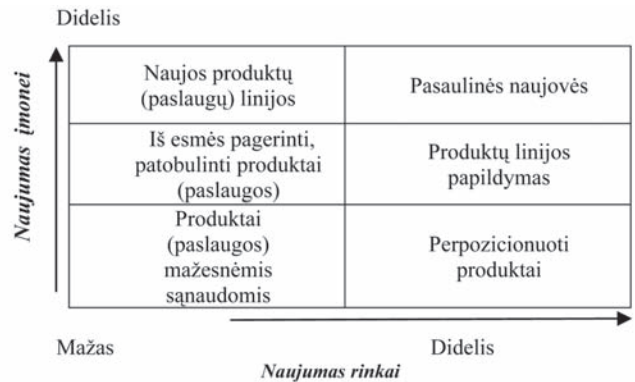 Didelis
Naujumas įmonei
Naujos produktų
(paslaugų) linijos
Pasaulinės naujovės
Iš esmės pagerinti,
patobulinti produktai
(paslaugos)
Produktų linijos
papildymas
Produktai
(paslaugos)
mažesnėmis
sąnaudomis
Perpozicionuoti
produktai
Mažas
Didelis
Naujumas rinkai